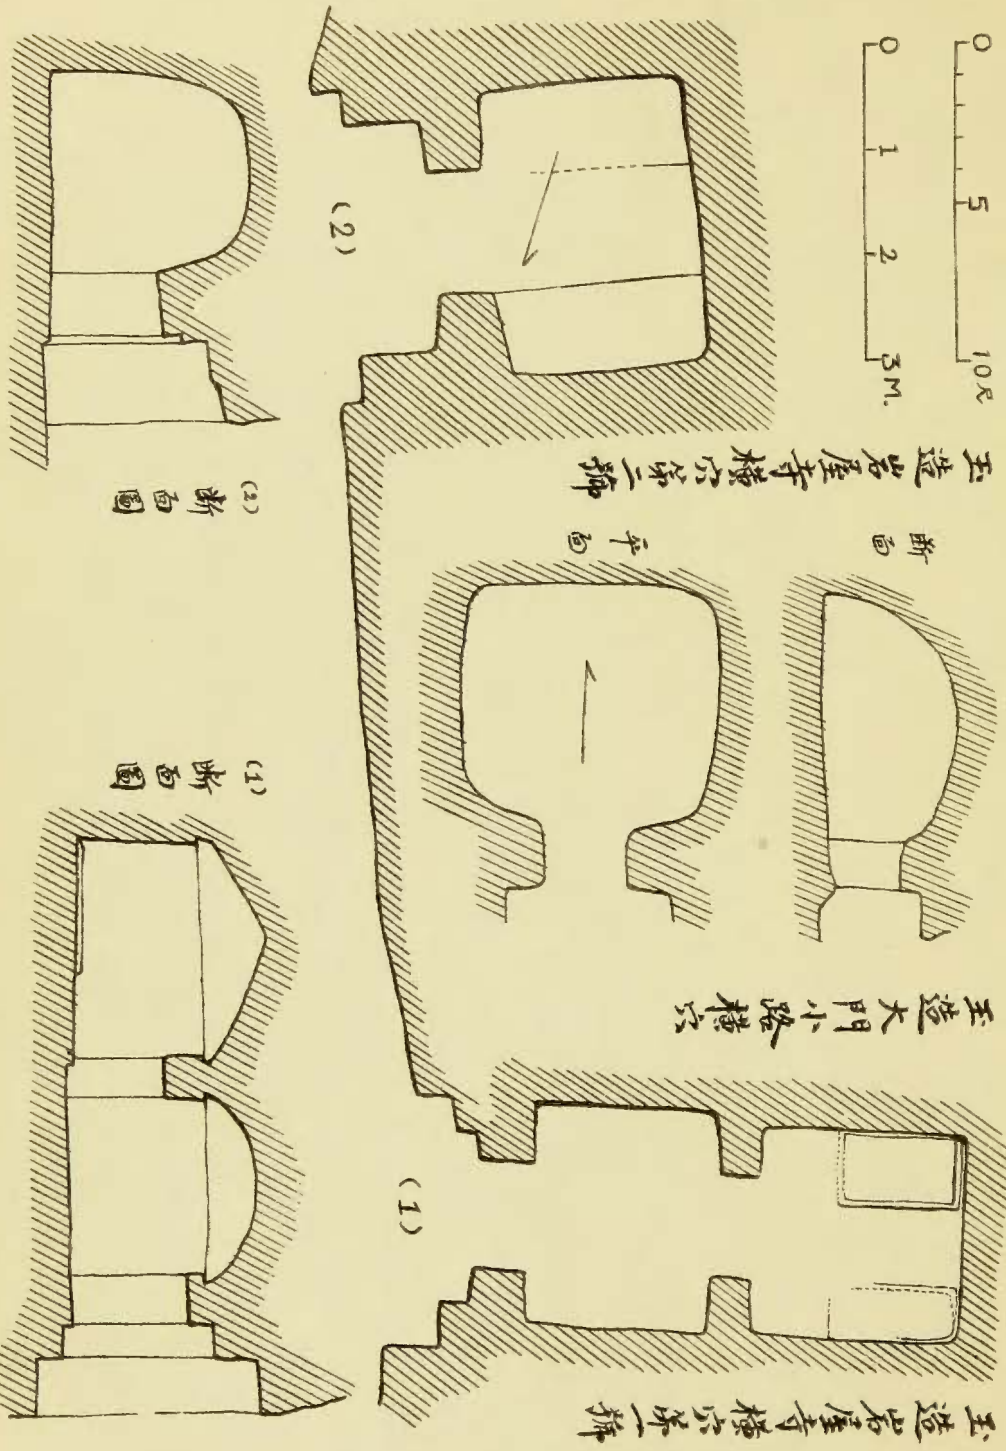 0 5 10尺
0 1 2 3M.
玉造岩屋寺横穴第二號
断面
平面
玉造大門小路横穴
玉造岩屋寺横穴第一號
(2)
(1)
(2) 断面圖
(1) 断面圖